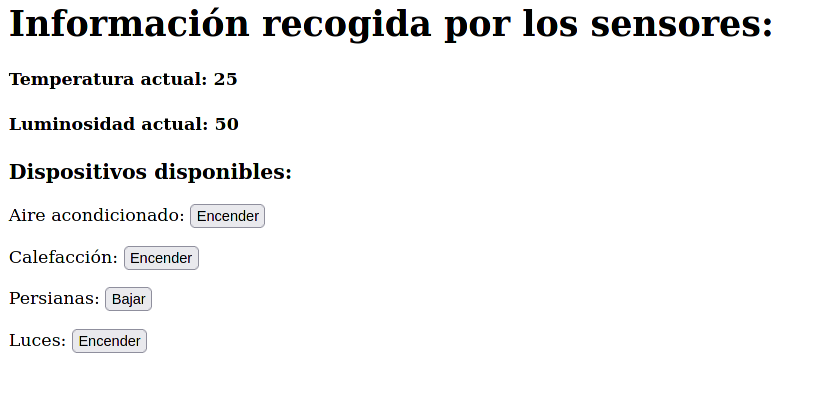 Información recogida por los sensores:
Temperatura actual: 25
Luminosidad actual: 50
Dispositivos disponibles:
Aire acondicionado: Encender
Calefacción: Encender
Persianas: Bajar
Luces: Encender